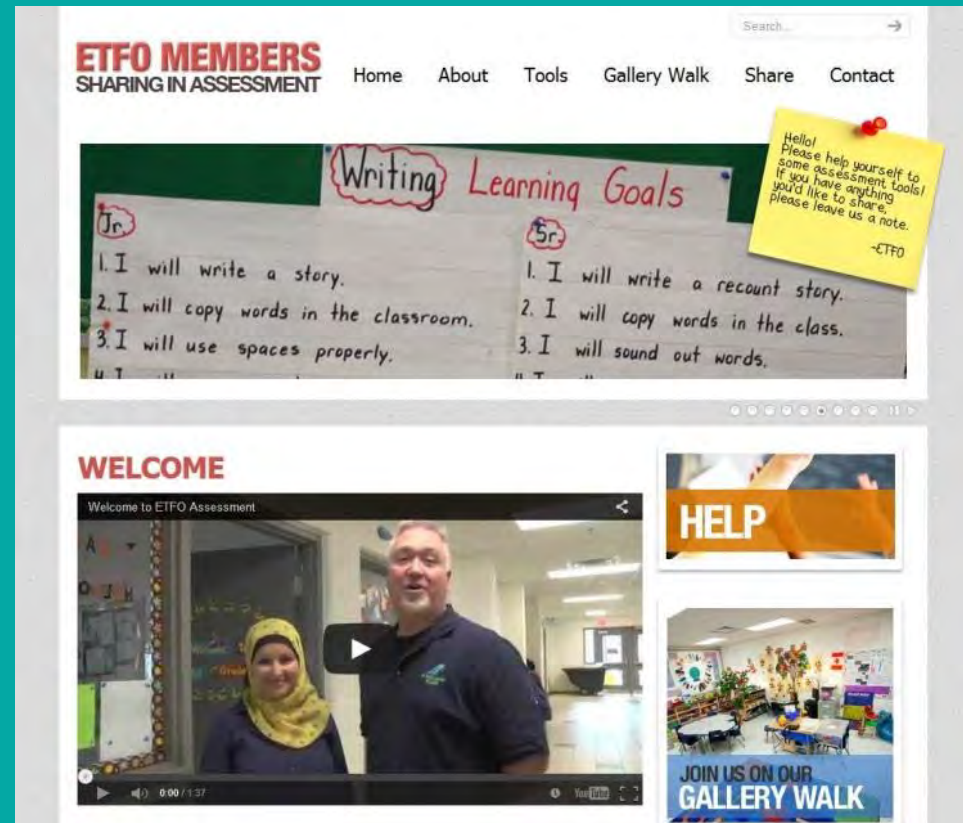 Search...
ETFO MEMBERS
SHARING IN ASSESSMENT
Home About Tools Gallery Walk Share Contact
Hello!
Please help yourself to
some assessment tools!
If you have anything
you'd like to share,
please leave us a note.
-ETFO
Writing Learning Goals
Jr.
1. I will write a story.
2. I will copy words in the classroom.
3. I will use spaces properly.
Sr.
1. I will write a recount story.
2. I will copy words in the class.
3. I will sound out words.
WELCOME
Welcome to ETFO Assessment
0:00 / 1:37
YouTube
HELP
JOIN US ON OUR
GALLERY WALK